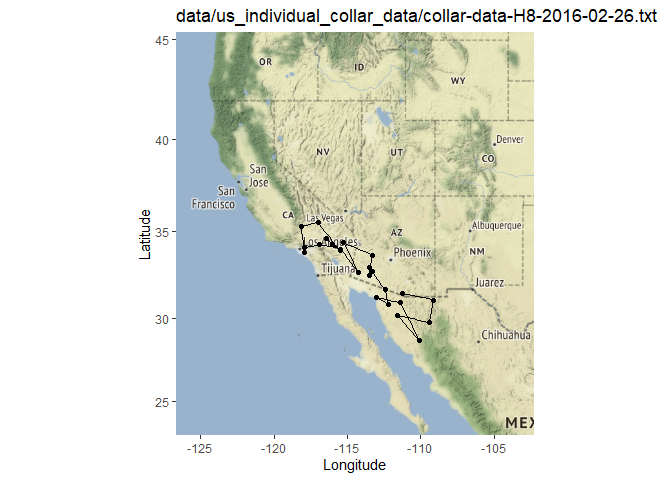 data/us_individual_collar_data/collar-data-H8-2016-02-26.txt
45
40
35
30
25
Latitude
OR
ID
WY
Denver
NV
UT
CO
San
Jose
San
Francisco
CA
Las Vegas
Albuquerque
AZ
NM
Los Angeles
Phoenix
Tijuana
Juarez
Chihuahua
MEX
-125
-120
-115
-110
-105
Longitude